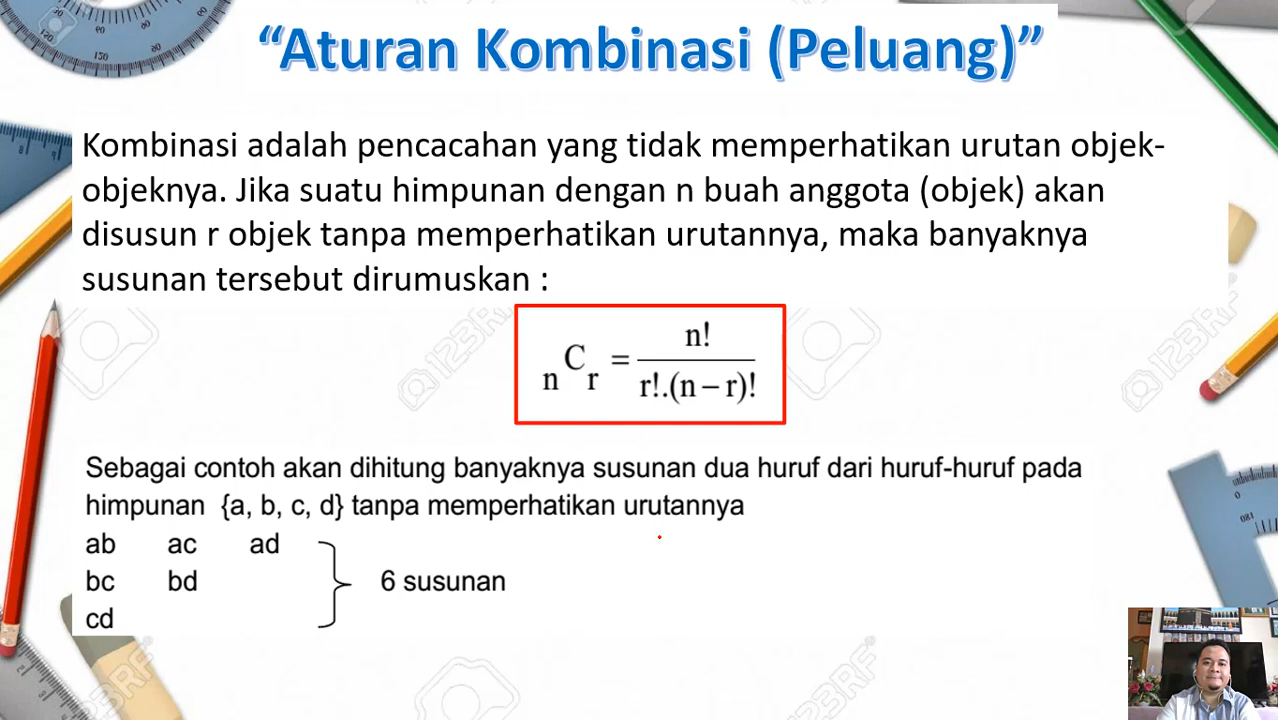 “Aturan Kombinasi (Peluang)”
Kombinasi adalah pencacahan yang tidak memperhatikan urutan objek-
objeknya. Jika suatu himpunan dengan n buah anggota (objek) akan
disusun r objek tanpa memperhatikan urutannya, maka banyaknya
susunan tersebut dirumuskan :
nCr = n! / r!.(n – r)!
Sebagai contoh akan dihitung banyaknya susunan dua huruf dari huruf-huruf pada
himpunan {a, b, c, d} tanpa memperhatikan urutannya
ab ac ad
bc bd 6 susunan
cd